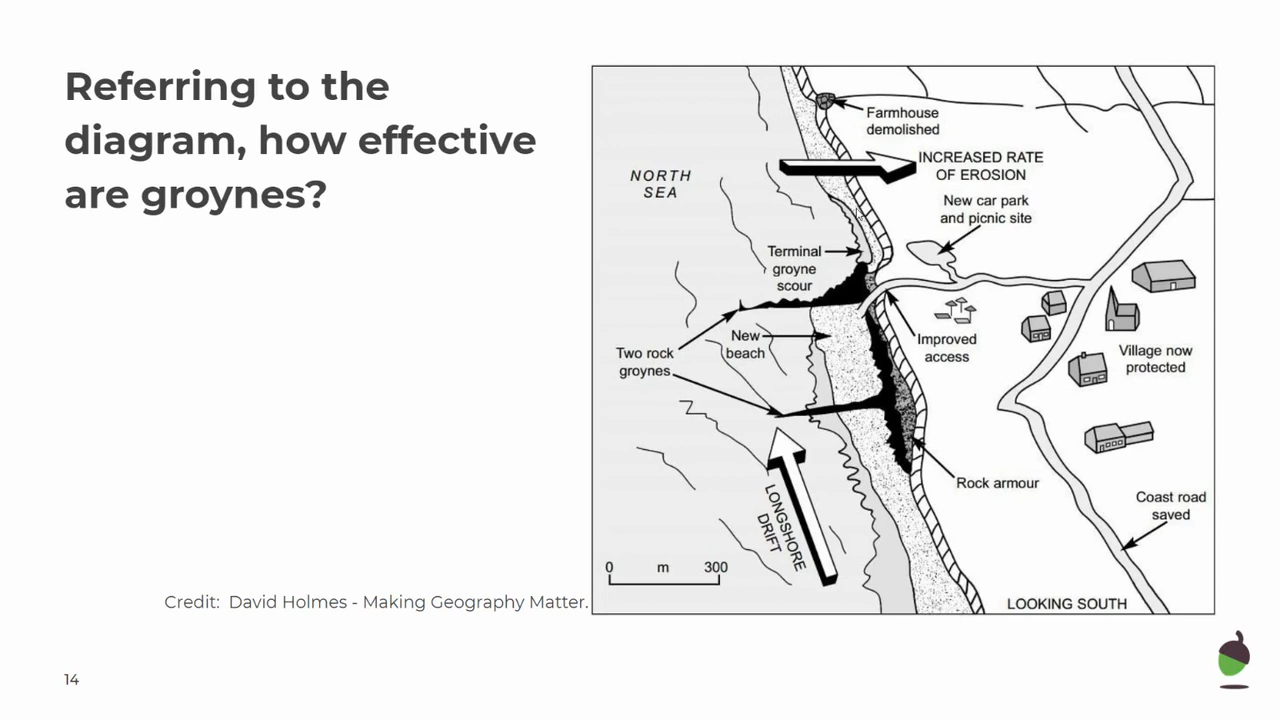 Referring to the
diagram, how effective
are groynes?
Farmhouse
demolished
INCREASED RATE
OF EROSION
NORTH
SEA
New car park
and picnic site
Terminal
groyne
scour
New
beach
Improved
access
Two rock
groynes
Village now
protected
Rock armour
LONGSHORE
DRIFT
Coast road
saved
0 m 300
LOOKING SOUTH
Credit: David Holmes - Making Geography Matter.
14